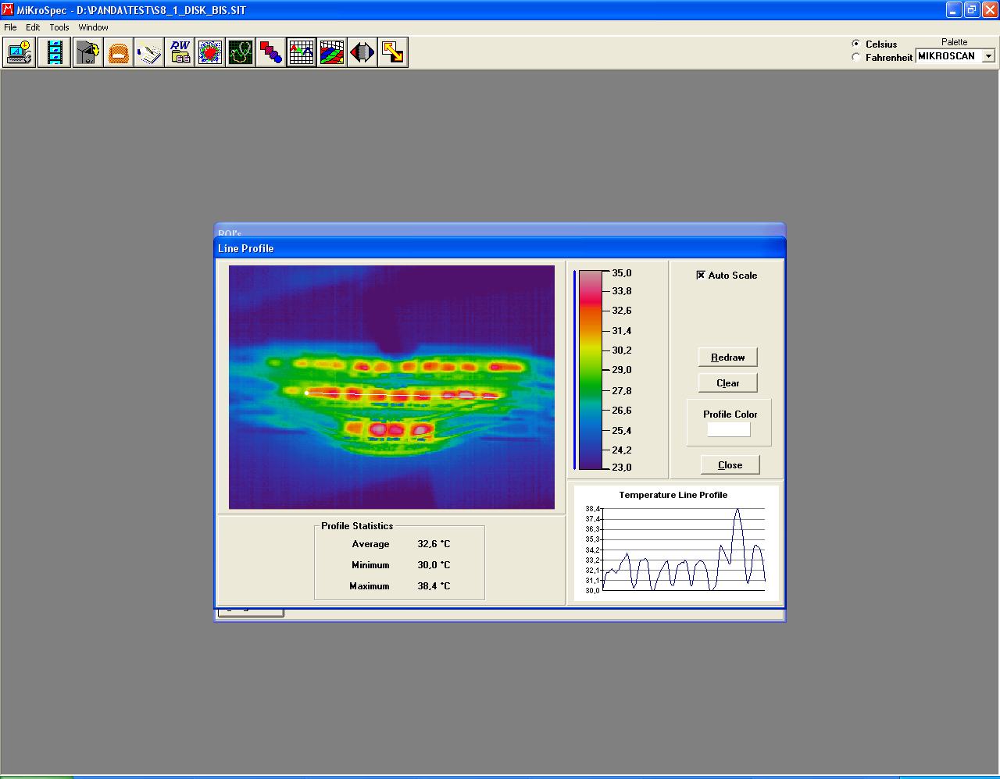 MiKroSpec - D:\PANDA\TEST\S8_1_DISK_BIS.SIT
File Edit Tools Window
RW
Celsius
Fahrenheit
Palette
MIKROSCAN
ROI's
Line Profile
35,0
33,8
32,6
31,4
30,2
29,0
27,8
26,6
25,4
24,2
23,0
Auto Scale
Redraw
Clear
Profile Color
Close
Profile Statistics
Average 32,6 °C
Minimum 30,0 °C
Maximum 38,4 °C
Temperature Line Profile
38,4
37,4
36,3
35,3
34,2
33,2
32,1
31,1
30,0